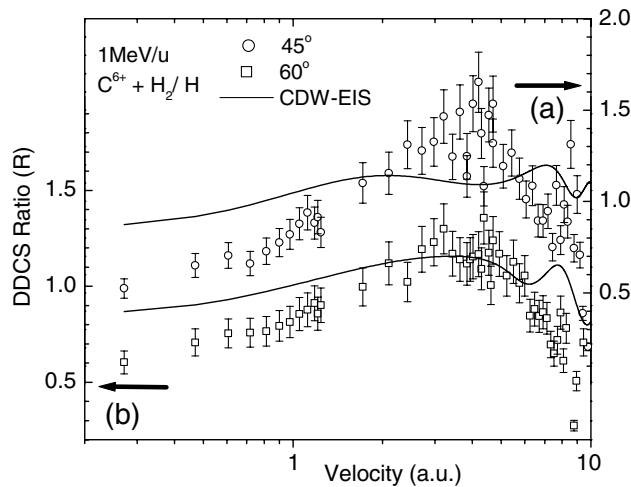 1MeV/u
C⁶⁺ + H₂/ H
45°
60°
CDW-EIS
(a)
2.0
1.5
1.0
0.5
DDCS Ratio (R)
1.5
1.0
0.5
(b)
1
10
Velocity (a.u.)